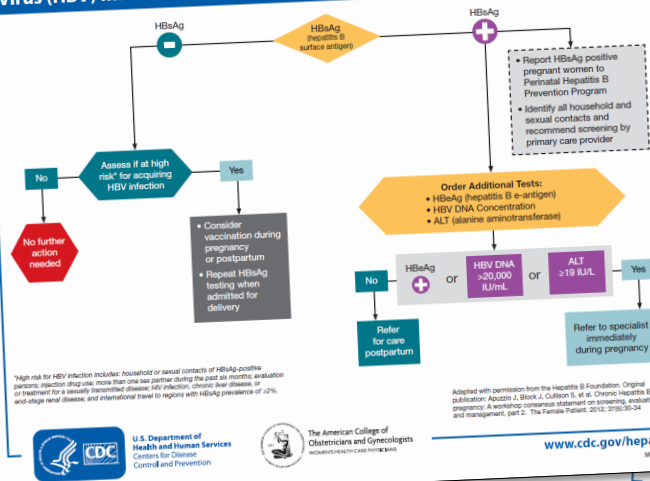 Virus (HBV)
HBsAg
HBsAg
(hepatitis B
surface antigen)
HBsAg
• Report HBsAg positive
pregnant women to
Perinatal Hepatitis B
Prevention Program
• Identify all household and
sexual contacts and
recommend screening by
primary care provider
No
Assess if at high
risk* for acquiring
HBV infection
Yes
No further
action
needed
• Consider
vaccination during
pregnancy
or postpartum
• Repeat HBsAg
testing when
admitted for
delivery
Order Additional Tests:
• HBeAg (hepatitis B e-antigen)
• HBV DNA Concentration
• ALT (alanine aminotransferase)
No
HBeAg
or
HBV DNA
>20,000
IU/mL
or
ALT
≥19 IU/L
Yes
Refer
for care
postpartum
Refer to specialist
immediately
during pregnancy
*High risk for HBV infection includes: household or sexual contacts of HBsAg-positive
persons; injection drug use; more than one sex partner during the past six months; evaluation
or treatment for a sexually transmitted disease; HIV infection, chronic liver disease, or
end-stage renal disease; and international travel to regions with HBsAg prevalence of ≥2%.
Adapted with permission from the Hepatitis B Foundation. Original
publication: Apuzzio J, Block J, Cullison S, et al. Chronic Hepatitis B
pregnancy: A workshop consensus statement on screening, evaluat
and management, part 2. The Female Patient. 2012; 37(8):30-34
CDC
U.S. Department of
Health and Human Services
Centers for Disease
Control and Prevention
The American College of
Obstetricians and Gynecologists
WOMEN'S HEALTH CARE PHYSICIANS
www.cdc.gov/hepa